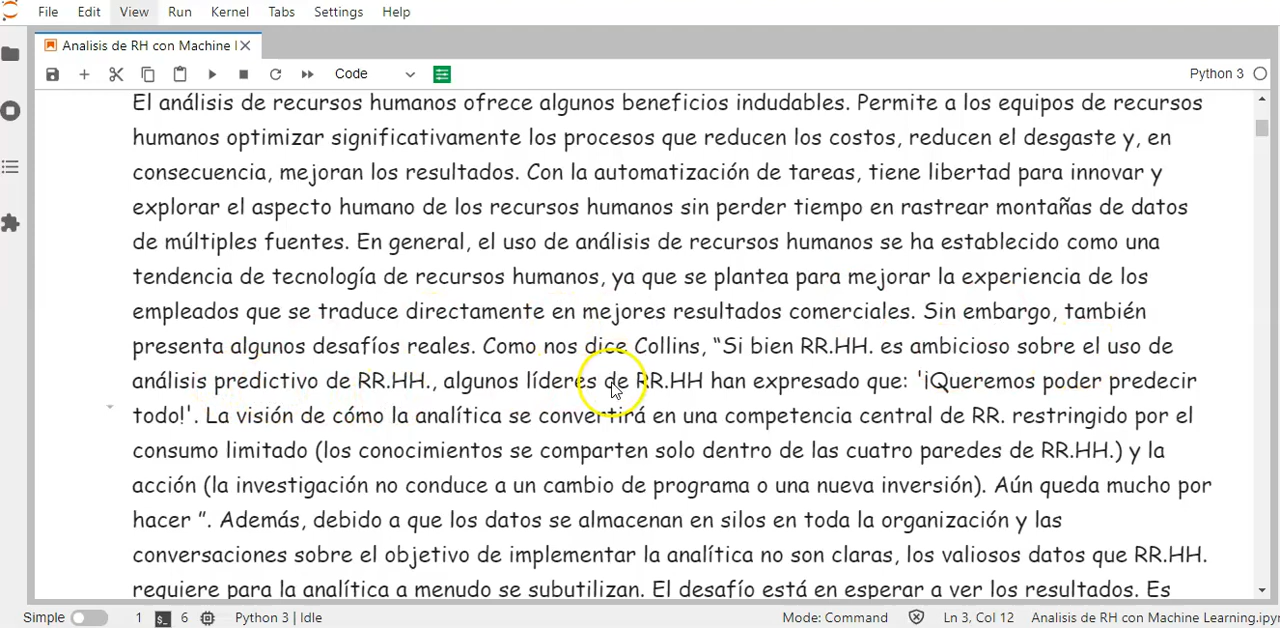 File Edit View Run Kernel Tabs Settings Help
Analisis de RH con Machine
Code Python 3
El análisis de recursos humanos ofrece algunos beneficios indudables. Permite a los equipos de recursos
humanos optimizar significativamente los procesos que reducen los costos, reducen el desgaste y, en
consecuencia, mejoran los resultados. Con la automatización de tareas, tiene libertad para innovar y
explorar el aspecto humano de los recursos humanos sin perder tiempo en rastrear montañas de datos
de múltiples fuentes. En general, el uso de análisis de recursos humanos se ha establecido como una
tendencia de tecnología de recursos humanos, ya que se plantea para mejorar la experiencia de los
empleados que se traduce directamente en mejores resultados comerciales. Sin embargo, también
presenta algunos desafíos reales. Como nos dice Collins, “Si bien RR.HH. es ambicioso sobre el uso de
análisis predictivo de RR.HH., algunos líderes de RR.HH han expresado que: '¡Queremos poder predecir
todo!'. La visión de cómo la analítica se convertirá en una competencia central de RR. restringido por el
consumo limitado (los conocimientos se comparten solo dentro de las cuatro paredes de RR.HH.) y la
acción (la investigación no conduce a un cambio de programa o una nueva inversión). Aún queda mucho por
hacer ”. Además, debido a que los datos se almacenan en silos en toda la organización y las
conversaciones sobre el objetivo de implementar la analítica no son claras, los valiosos datos que RR.HH.
requiere para la analítica a menudo se subutilizan. El desafío está en esperar a ver los resultados. Es
Simple 1 6 Python 3 | Idle Mode: Command Ln 3, Col 12 Analisis de RH con Machine Learning.ipy